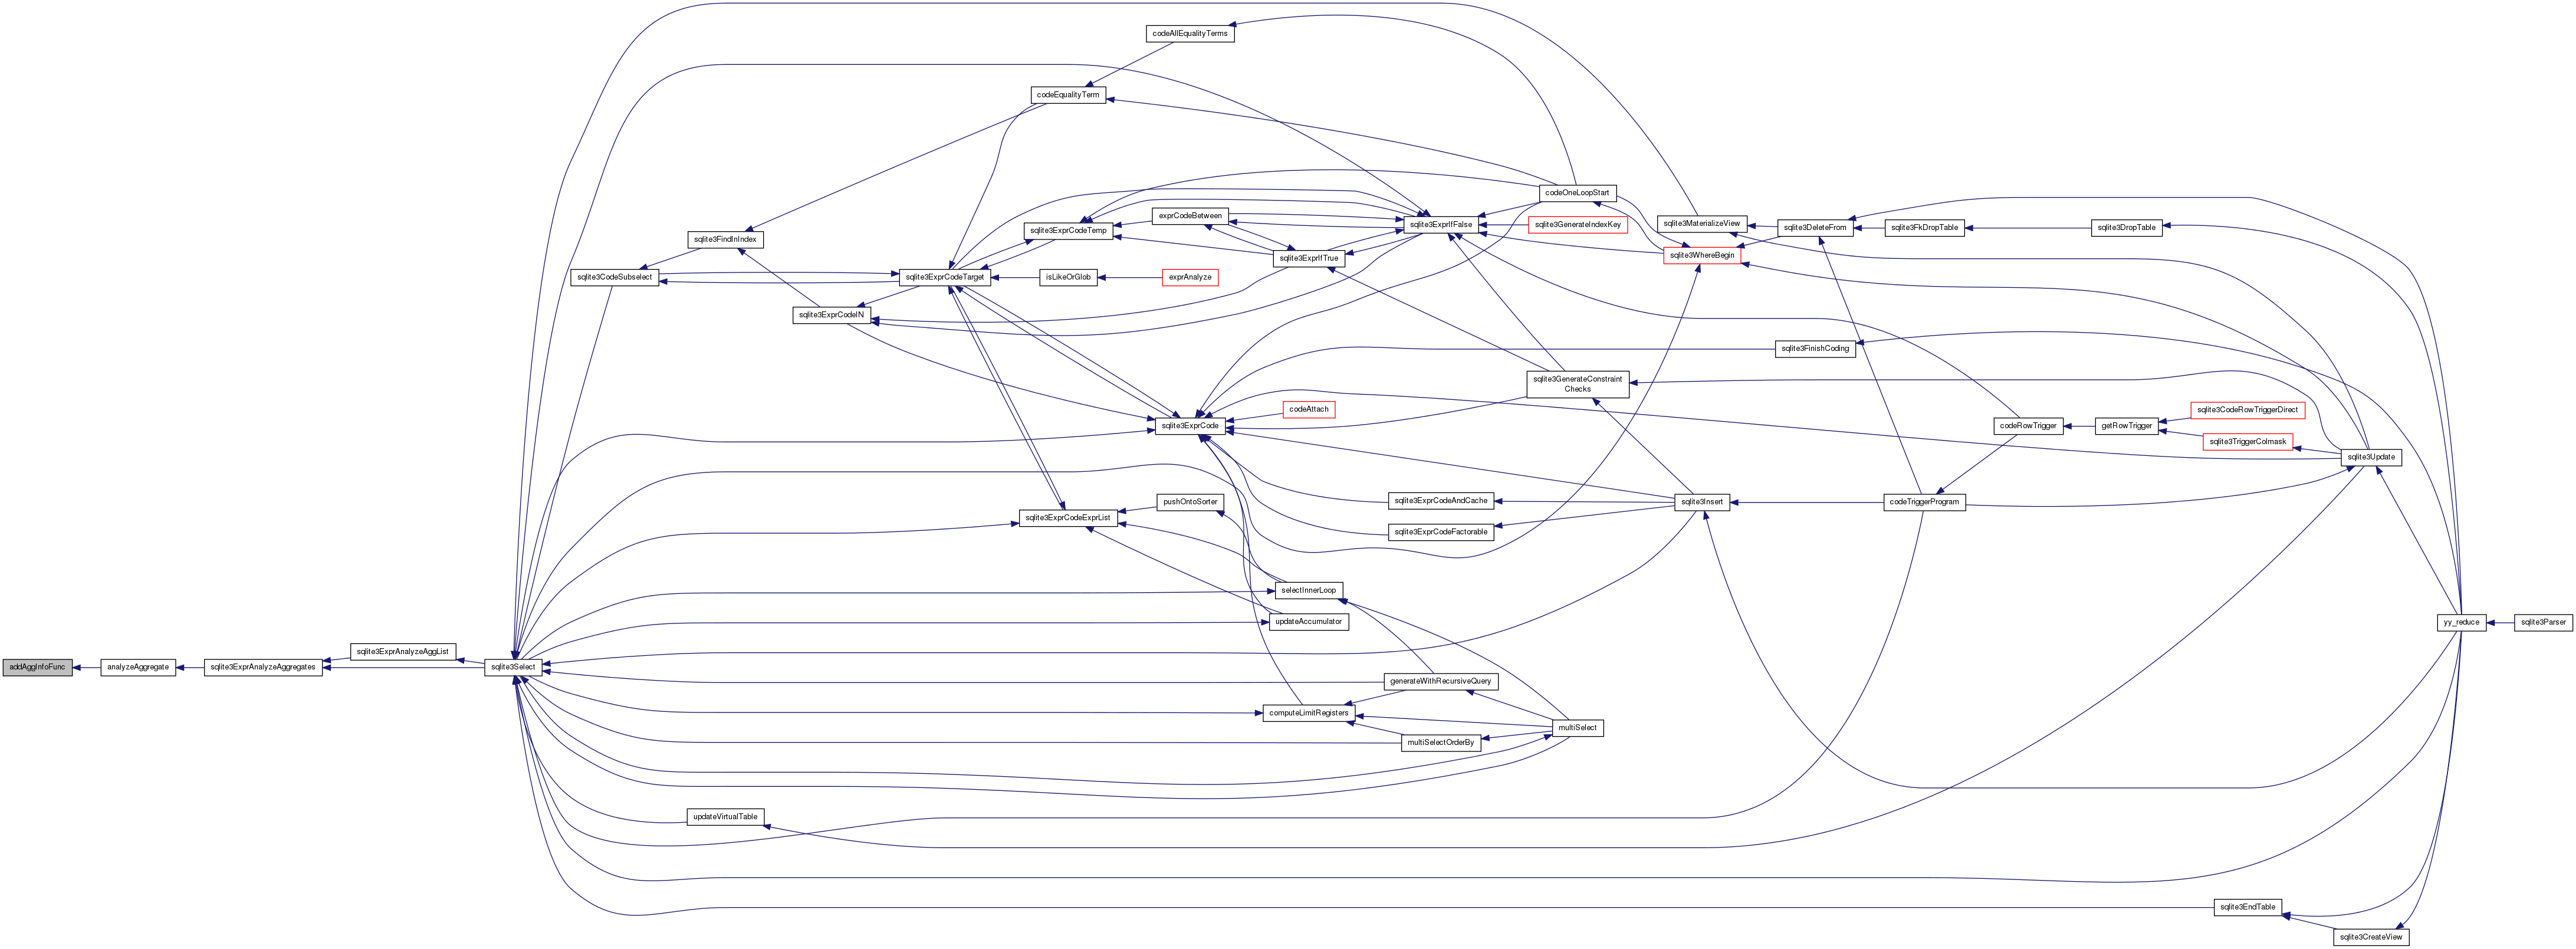 codeAllEqualityTerms
codeEqualityTerm
codeOneLoopStart
exprCodeBetween
sqlite3ExprIfFalse
sqlite3GenerateIndexKey
sqlite3MaterializeView
sqlite3DeleteFrom
sqlite3FkDropTable
sqlite3DropTable
sqlite3ExprCodeTemp
sqlite3FindInIndex
sqlite3ExprIfTrue
sqlite3WhereBegin
sqlite3CodeSubselect
sqlite3ExprCodeTarget
isLikeOrGlob
exprAnalyze
sqlite3ExprCodeIN
sqlite3FinishCoding
sqlite3GenerateConstraint
Checks
codeAttach
sqlite3CodeRowTriggerDirect
sqlite3ExprCode
codeRowTrigger
getRowTrigger
sqlite3TriggerColmask
sqlite3Update
sqlite3ExprCodeAndCache
pushOntoSorter
sqlite3Insert
codeTriggerProgram
sqlite3ExprCodeExprList
sqlite3ExprCodeFactorable
selectInnerLoop
updateAccumulator
yy_reduce
sqlite3Parser
sqlite3ExprAnalyzeAggList
addAggInfoFunc
analyzeAggregate
sqlite3ExprAnalyzeAggregates
sqlite3Select
generateWithRecursiveQuery
computeLimitRegisters
multiSelect
multiSelectOrderBy
updateVirtualTable
sqlite3EndTable
sqlite3CreateView